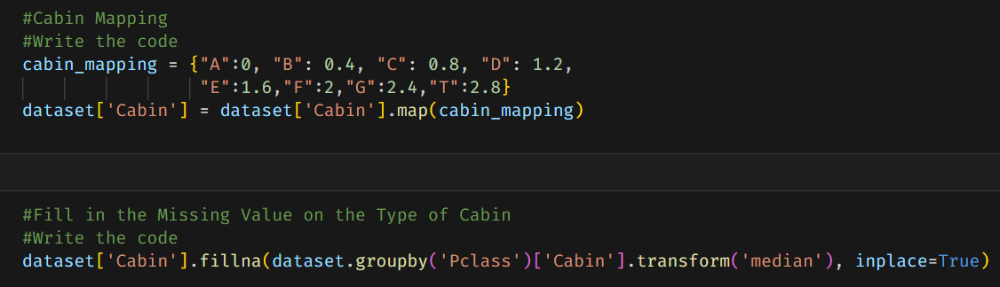 #Cabin Mapping
#Write the code
cabin_mapping = {"A":0, "B": 0.4, "C": 0.8, "D": 1.2,
"E":1.6,"F":2,"G":2.4,"T":2.8}
dataset['Cabin'] = dataset['Cabin'].map(cabin_mapping)
#Fill in the Missing Value on the Type of Cabin
#Write the code
dataset['Cabin'].fillna(dataset.groupby('Pclass')['Cabin'].transform('median'), inplace=True)